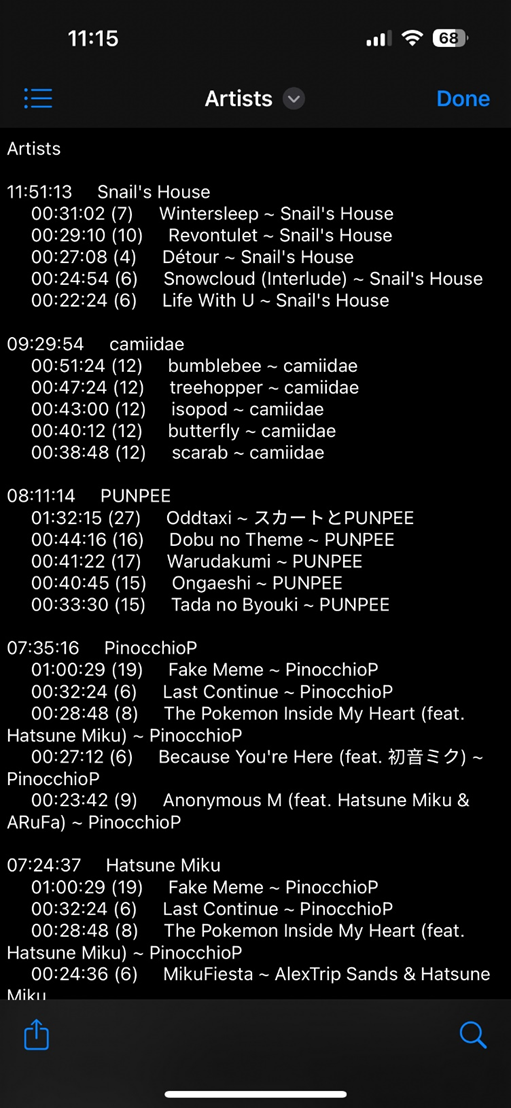 11:15
68
Artists
Done
Artists
11:51:13 Snail's House
00:31:02 (7) Wintersleep ~ Snail's House
00:29:10 (10) Revontulet ~ Snail's House
00:27:08 (4) Détour ~ Snail's House
00:24:54 (6) Snowcloud (Interlude) ~ Snail's House
00:22:24 (6) Life With U ~ Snail's House
09:29:54 camiidae
00:51:24 (12) bumblebee ~ camiidae
00:47:24 (12) treehopper ~ camiidae
00:43:00 (12) isopod ~ camiidae
00:40:12 (12) butterfly ~ camiidae
00:38:48 (12) scarab ~ camiidae
08:11:14 PUNPEE
01:32:15 (27) Oddtaxi ~ スカートとPUNPEE
00:44:16 (16) Dobu no Theme ~ PUNPEE
00:41:22 (17) Warudakumi ~ PUNPEE
00:40:45 (15) Ongaeshi ~ PUNPEE
00:33:30 (15) Tada no Byouki ~ PUNPEE
07:35:16 PinocchioP
01:00:29 (19) Fake Meme ~ PinocchioP
00:32:24 (6) Last Continue ~ PinocchioP
00:28:48 (8) The Pokemon Inside My Heart (feat.
Hatsune Miku) ~ PinocchioP
00:27:12 (6) Because You're Here (feat. 初音ミク) ~
PinocchioP
00:23:42 (9) Anonymous M (feat. Hatsune Miku &
ARuFa) ~ PinocchioP
07:24:37 Hatsune Miku
01:00:29 (19) Fake Meme ~ PinocchioP
00:32:24 (6) Last Continue ~ PinocchioP
00:28:48 (8) The Pokemon Inside My Heart (feat.
Hatsune Miku) ~ PinocchioP
00:24:36 (6) MikuFiesta ~ AlexTrip Sands & Hatsune
Miku